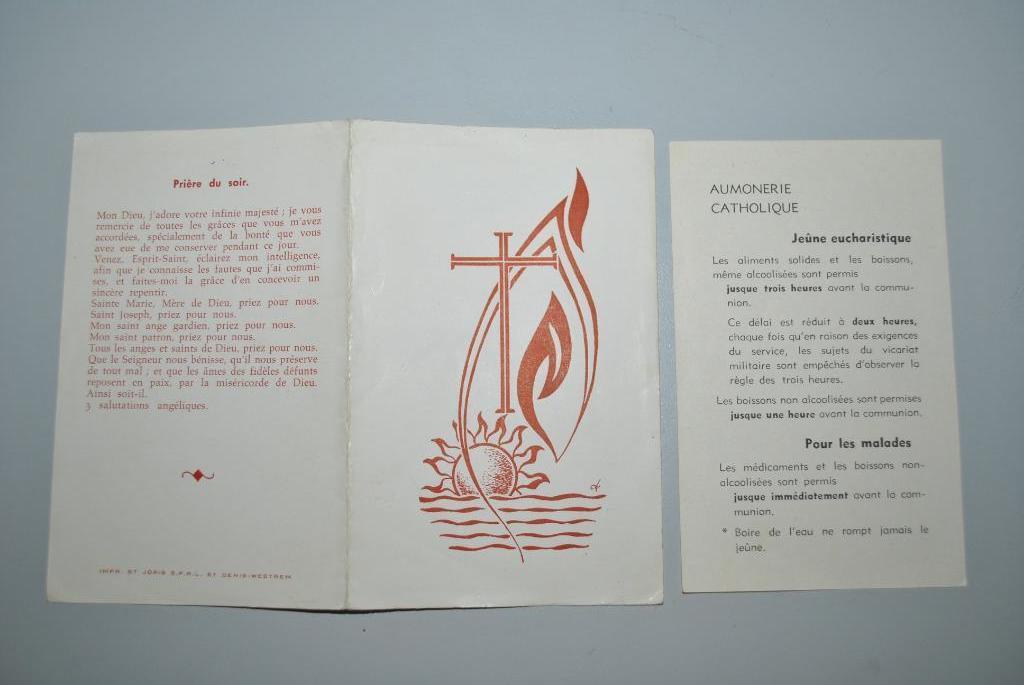 Prière du soir.
Mon Dieu, j'adore votre infinie majesté ; je vous
remercie de toutes les grâces que vous m'avez
accordées, spécialement de la bonté que vous
avez eue de me conserver pendant ce jour.
Venez, Esprit-Saint, éclairez mon intelligence,
afin que je connaisse les fautes que j'ai commi-
ses, et faites-moi la grâce d'en concevoir un
sincère repentir.
Sainte Marie, Mère de Dieu, priez pour nous.
Saint Joseph, priez pour nous.
Mon saint ange gardien, priez pour nous.
Mon saint patron, priez pour nous.
Tous les anges et saints de Dieu, priez pour nous.
Que le Seigneur nous bénisse, qu'il nous préserve
de tout mal ; et que les âmes des fidèles défunts
reposent en paix, par la miséricorde de Dieu.
Ainsi soit-il.
3 salutations angéliques.
IMPR. ST JORIS S.P.R.L. ST DENIS-WESTREM
AUMONERIE
CATHOLIQUE
Jeûne eucharistique
Les aliments solides et les boissons,
même alcoolisées sont permis
jusque trois heures avant la commu-
nion.
Ce délai est réduit à deux heures,
chaque fois qu'en raison des exigences
du service, les sujets du vicariat
militaire sont empêchés d'observer la
règle des trois heures.
Les boissons non alcoolisées sont permises
jusque une heure avant la communion.
Pour les malades
Les médicaments et les boissons non-
alcoolisées sont permis
jusque immédiatement avant la com-
munion.
* Boire de l'eau ne rompt jamais le
jeûne.